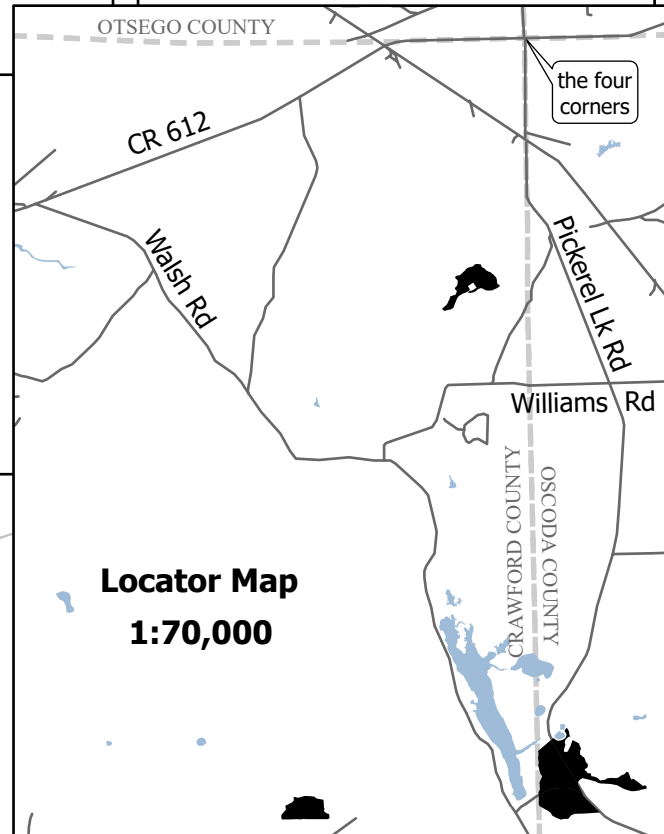 OTSEGO COUNTY
the four
corners
CR 612
Walsh Rd
Pickerel Lk Rd
Williams Rd
CRAWFORD COUNTY
OSCODA COUNTY
Locator Map
1:70,000